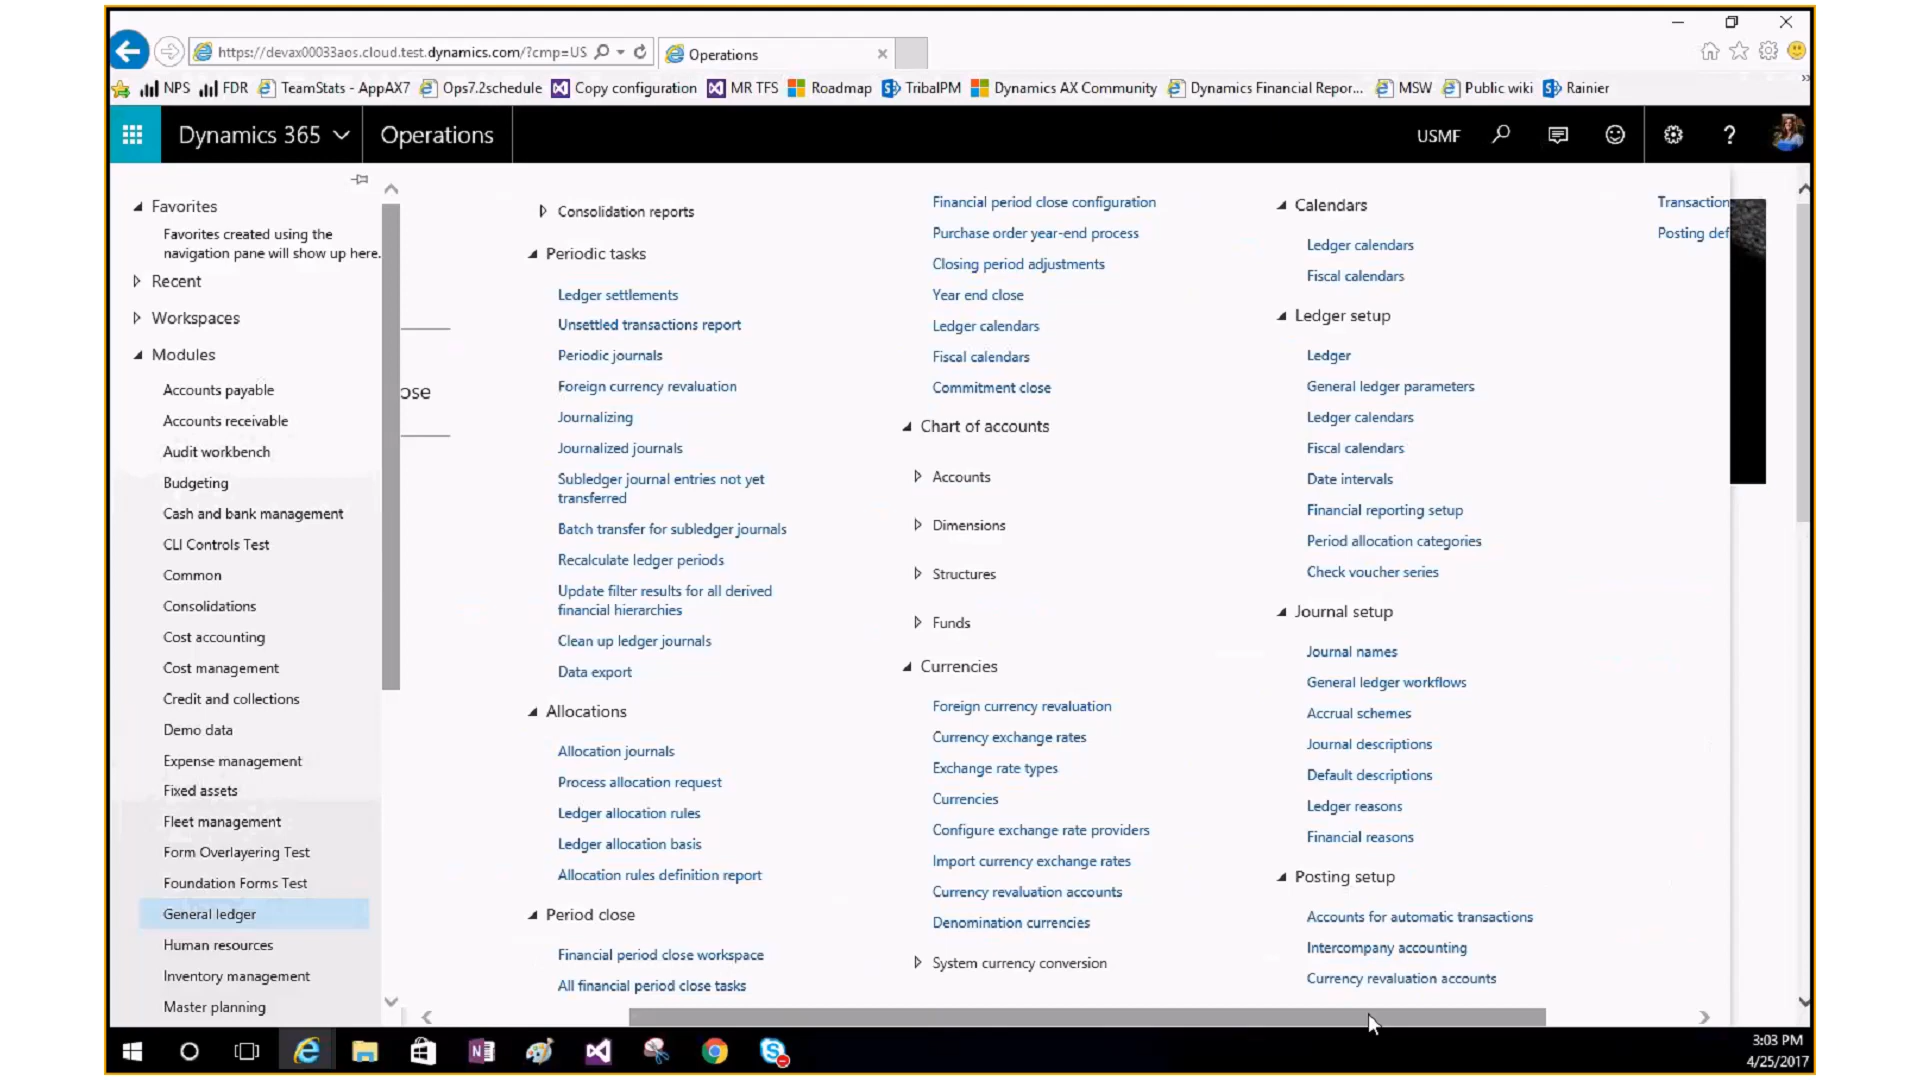 https://devax00033aos.cloud.test.dynamics.com/?cmp=US
Operations
NPS
FDR
TeamStats - AppAX7
Ops7.2schedule
Copy configuration
MR TFS
Roadmap
TribalPM
Dynamics AX Community
Dynamics Financial Repor...
MSW
Public wiki
Rainier
Dynamics 365
Operations
USMF
?
Favorites
Favorites created using the
navigation pane will show up here.
Recent
Workspaces
Modules
Accounts payable
Accounts receivable
Audit workbench
Budgeting
Cash and bank management
CLI Controls Test
Common
Consolidations
Cost accounting
Cost management
Credit and collections
Demo data
Expense management
Fixed assets
Fleet management
Form Overlayering Test
Foundation Forms Test
General ledger
Human resources
Inventory management
Master planning
ose
Consolidation reports
Periodic tasks
Ledger settlements
Unsettled transactions report
Periodic journals
Foreign currency revaluation
Journalizing
Journalized journals
Subledger journal entries not yet
transferred
Batch transfer for subledger journals
Recalculate ledger periods
Update filter results for all derived
financial hierarchies
Clean up ledger journals
Data export
Allocations
Allocation journals
Process allocation request
Ledger allocation rules
Ledger allocation basis
Allocation rules definition report
Period close
Financial period close workspace
All financial period close tasks
Financial period close configuration
Purchase order year-end process
Closing period adjustments
Year end close
Ledger calendars
Fiscal calendars
Commitment close
Chart of accounts
Accounts
Dimensions
Structures
Funds
Currencies
Foreign currency revaluation
Currency exchange rates
Exchange rate types
Currencies
Configure exchange rate providers
Import currency exchange rates
Currency revaluation accounts
Denomination currencies
System currency conversion
Calendars
Ledger calendars
Fiscal calendars
Ledger setup
Ledger
General ledger parameters
Ledger calendars
Fiscal calendars
Date intervals
Financial reporting setup
Period allocation categories
Check voucher series
Journal setup
Journal names
General ledger workflows
Accrual schemes
Journal descriptions
Default descriptions
Ledger reasons
Financial reasons
Posting setup
Accounts for automatic transactions
Intercompany accounting
Currency revaluation accounts
Transaction
Posting def
3:03 PM
4/25/2017